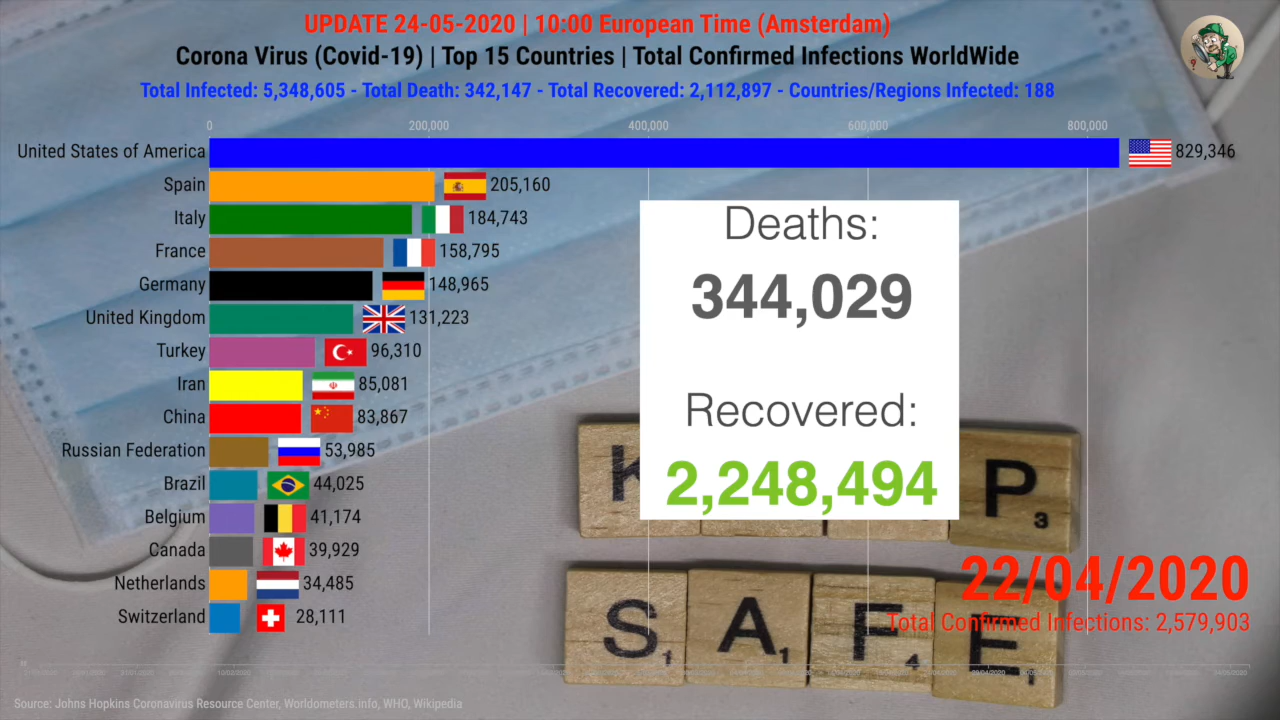 UPDATE 24-05-2020 | 10:00 European Time (Amsterdam)
Corona Virus (Covid-19) | Top 15 Countries | Total Confirmed Infections WorldWide
Total Infected: 5,348,605 - Total Death: 342,147 - Total Recovered: 2,112,897 - Countries/Regions Infected: 188
0 200,000 400,000 600,000 800,000
United States of America 829,346
Spain 205,160
Italy 184,743
France 158,795
Germany 148,965
United Kingdom 131,223
Turkey 96,310
Iran 85,081
China 83,867
Russian Federation 53,985
Brazil 44,025
Belgium 41,174
Canada 39,929
Netherlands 34,485
Switzerland 28,111
Deaths:
344,029
Recovered:
2,248,494
K P 3
S 1 A 1 F 4 E
22/04/2020
Total Confirmed Infections: 2,579,903
Source: Johns Hopkins Coronavirus Resource Center, Worldometers.info, WHO, Wikipedia